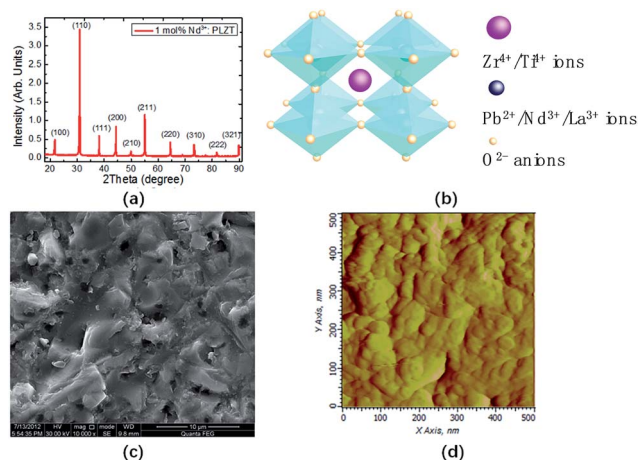 (a)
1 mol% Nd³⁺: PLZT
Intensity (Arb. Units)
3.5
3.0
2.5
2.0
1.5
1.0
0.5
0.0
(100)
(110)
(111)
(200)
(210)
(211)
(220)
(310)
(222)
(321)
20 30 40 50 60 70 80 90
2Theta (degree)
Zr⁴⁺/Ti⁴⁺ ions
Pb²⁺/Nd³⁺/La³⁺ ions
O²⁻ anions
(b)
7/13/2012 HV mag mode WD 10 µm
5:54:35 PM 30.00 kV 10 000 x SE 9.8 mm Quanta FEG
(c)
Y Axis, nm
500
400
300
200
100
0
0 100 200 300 400 500
X Axis, nm
(d)